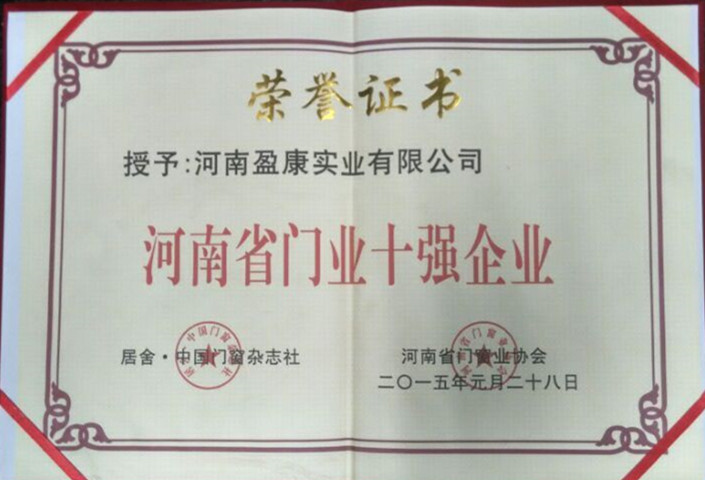 荣誉证书
授予:河南盈康实业有限公司
河南省门业十强企业
居舍·中国门窗杂志社
河南省门窗业协会
二〇一五年元月二十八日